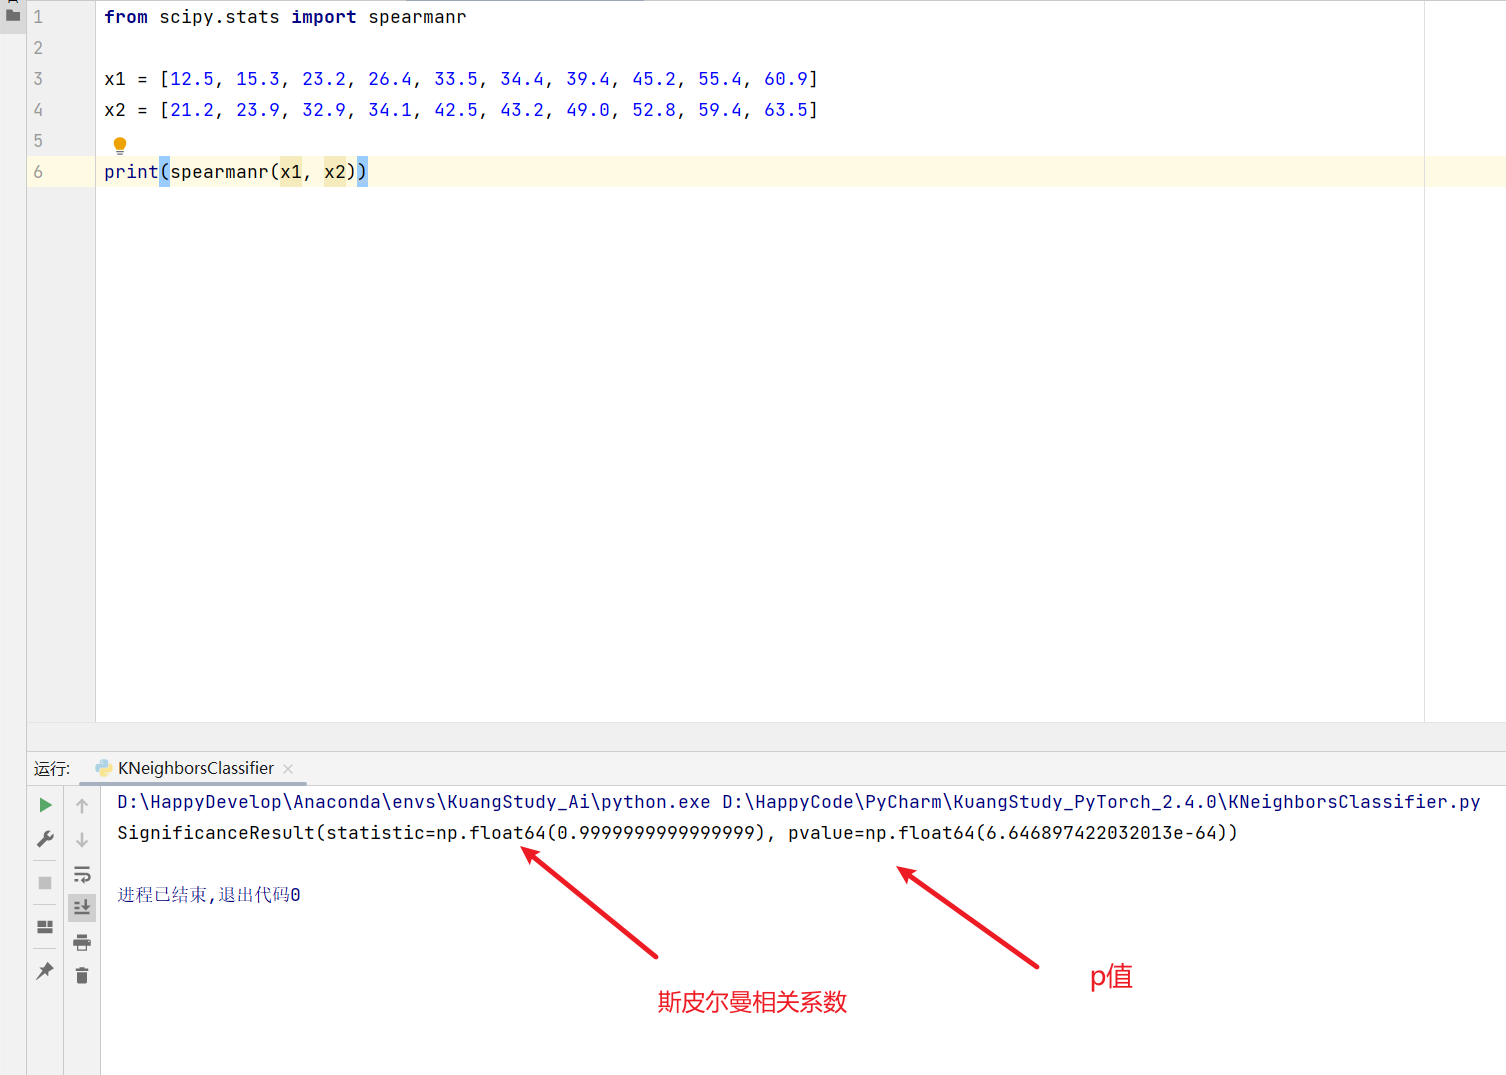 1 from scipy.stats import spearmanr
2
3 x1 = [12.5, 15.3, 23.2, 26.4, 33.5, 34.4, 39.4, 45.2, 55.4, 60.9]
4 x2 = [21.2, 23.9, 32.9, 34.1, 42.5, 43.2, 49.0, 52.8, 59.4, 63.5]
5
6 print(spearmanr(x1, x2))
运行: KNeighborsClassifier
D:\HappyDevelop\Anaconda\envs\KuangStudy_Ai\python.exe D:\HappyCode\PyCharm\KuangStudy_PyTorch_2.4.0\KNeighborsClassifier.py
SignificanceResult(statistic=np.float64(0.9999999999999999), pvalue=np.float64(6.646897422032013e-64))
进程已结束,退出代码0
p值
斯皮尔曼相关系数